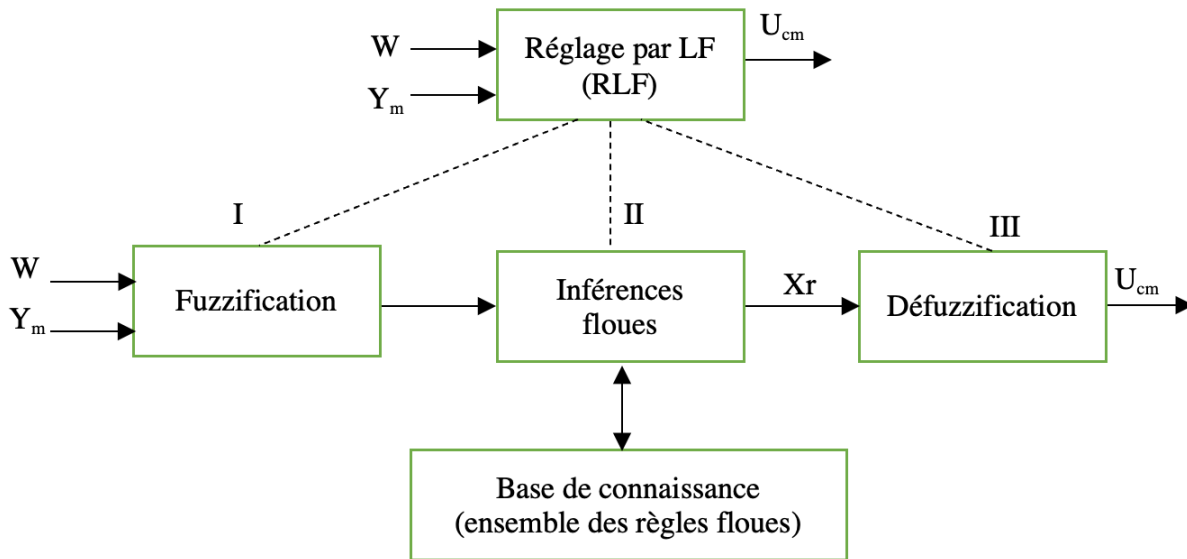 W
Y_m
Réglage par LF
(RLF)
U_cm
I
II
III
W
Y_m
Fuzzification
Inférences
floues
Xr
Défuzzification
U_cm
Base de connaissance
(ensemble des règles floues)